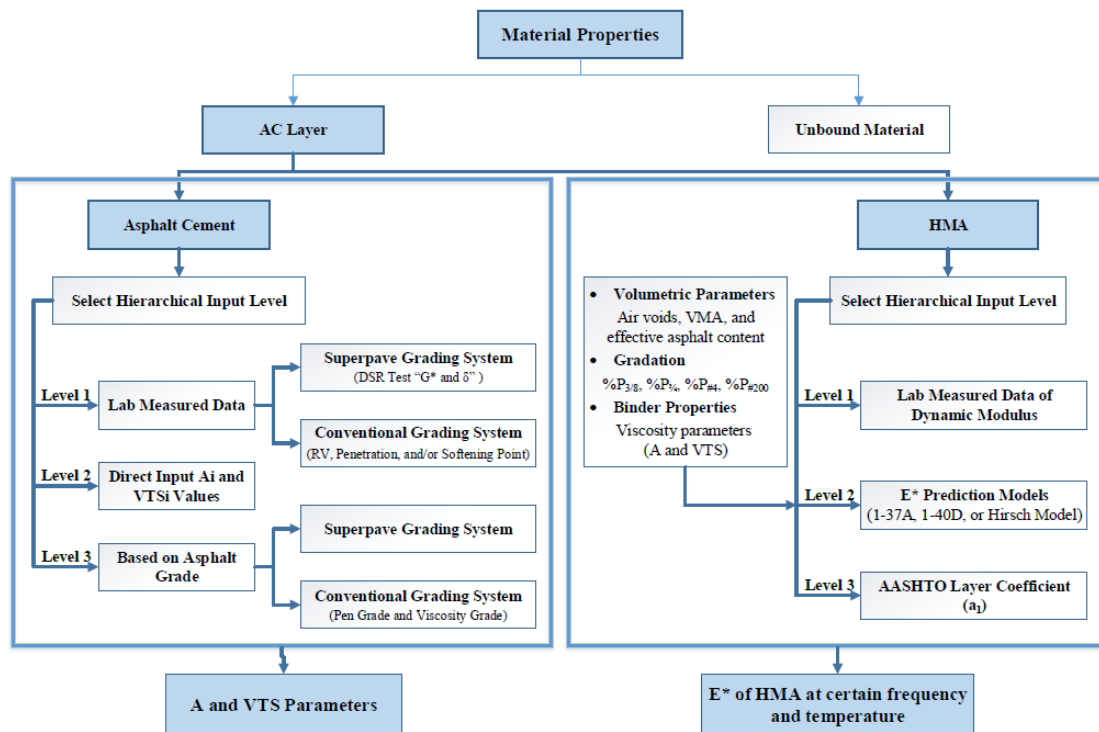 Material Properties
AC Layer
Unbound Material
Asphalt Cement
Select Hierarchical Input Level
Level 1
Lab Measured Data
Superpave Grading System
(DSR Test “G* and δ” )
Conventional Grading System
(RV, Penetration, and/or Softening Point)
Level 2
Direct Input Ai and
VTSi Values
Level 3
Based on Asphalt
Grade
Superpave Grading System
Conventional Grading System
(Pen Grade and Viscosity Grade)
A and VTS Parameters
HMA
Select Hierarchical Input Level
• Volumetric Parameters
Air voids, VMA, and
effective asphalt content
• Gradation
%P3/8, %P¾, %P#4, %P#200
• Binder Properties
Viscosity parameters
(A and VTS)
Level 1
Lab Measured Data of
Dynamic Modulus
Level 2
E* Prediction Models
(1-37A, 1-40D, or Hirsch Model)
Level 3
AASHTO Layer Coefficient
(a1)
E* of HMA at certain frequency
and temperature